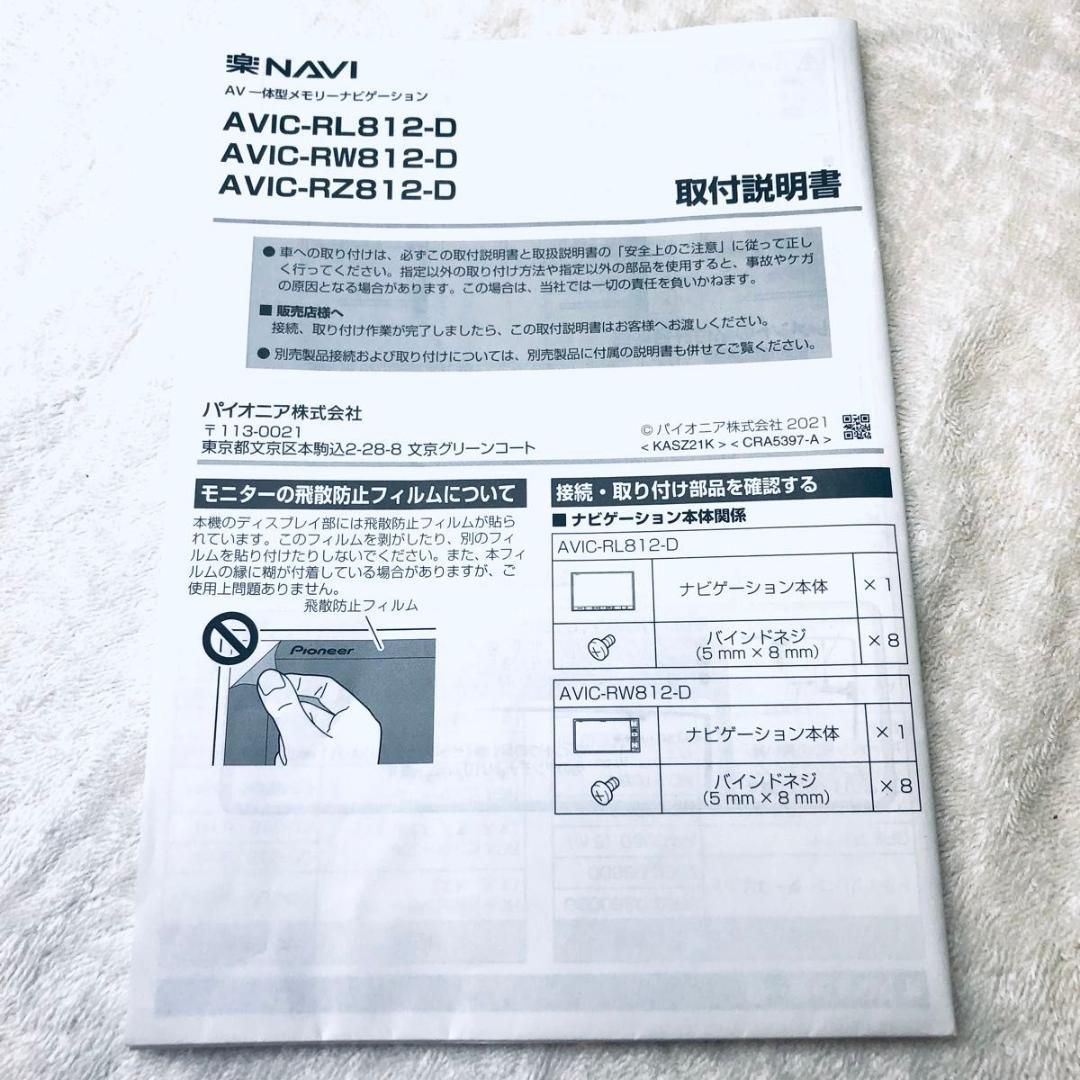 楽NAVI
AV一体型メモリーナビゲーション
AVIC-RL812-D
AVIC-RW812-D
AVIC-RZ812-D
取付説明書
● 車への取り付けは、必ずこの取付説明書と取扱説明書の「安全上のご注意」に従って正し
く行ってください。指定以外の取り付け方法や指定以外の部品を使用すると、事故やケガ
の原因となる場合があります。この場合は、当社では一切の責任を負いかねます。
■ 販売店様へ
接続、取り付け作業が完了しましたら、この取付説明書はお客様へお渡しください。
● 別売製品接続および取り付けについては、別売製品に付属の説明書も併せてご覧ください。
パイオニア株式会社
〒113-0021
東京都文京区本駒込2-28-8 文京グリーンコート
© パイオニア株式会社 2021
< KASZ21K > < CRA5397-A >
モニターの飛散防止フィルムについて
本機のディスプレイ部には飛散防止フィルムが貼ら
れています。このフィルムを剥がしたり、別のフィ
ルムを貼り付けたりしないでください。また、本フィ
ルムの縁に糊が付着している場合がありますが、ご
使用上問題ありません。
飛散防止フィルム
Pioneer
接続・取り付け部品を確認する
■ ナビゲーション本体関係
AVIC-RL812-D
ナビゲーション本体 × 1
バインドネジ
(5 mm × 8 mm) × 8
AVIC-RW812-D
ナビゲーション本体 × 1
バインドネジ
(5 mm × 8 mm) × 8